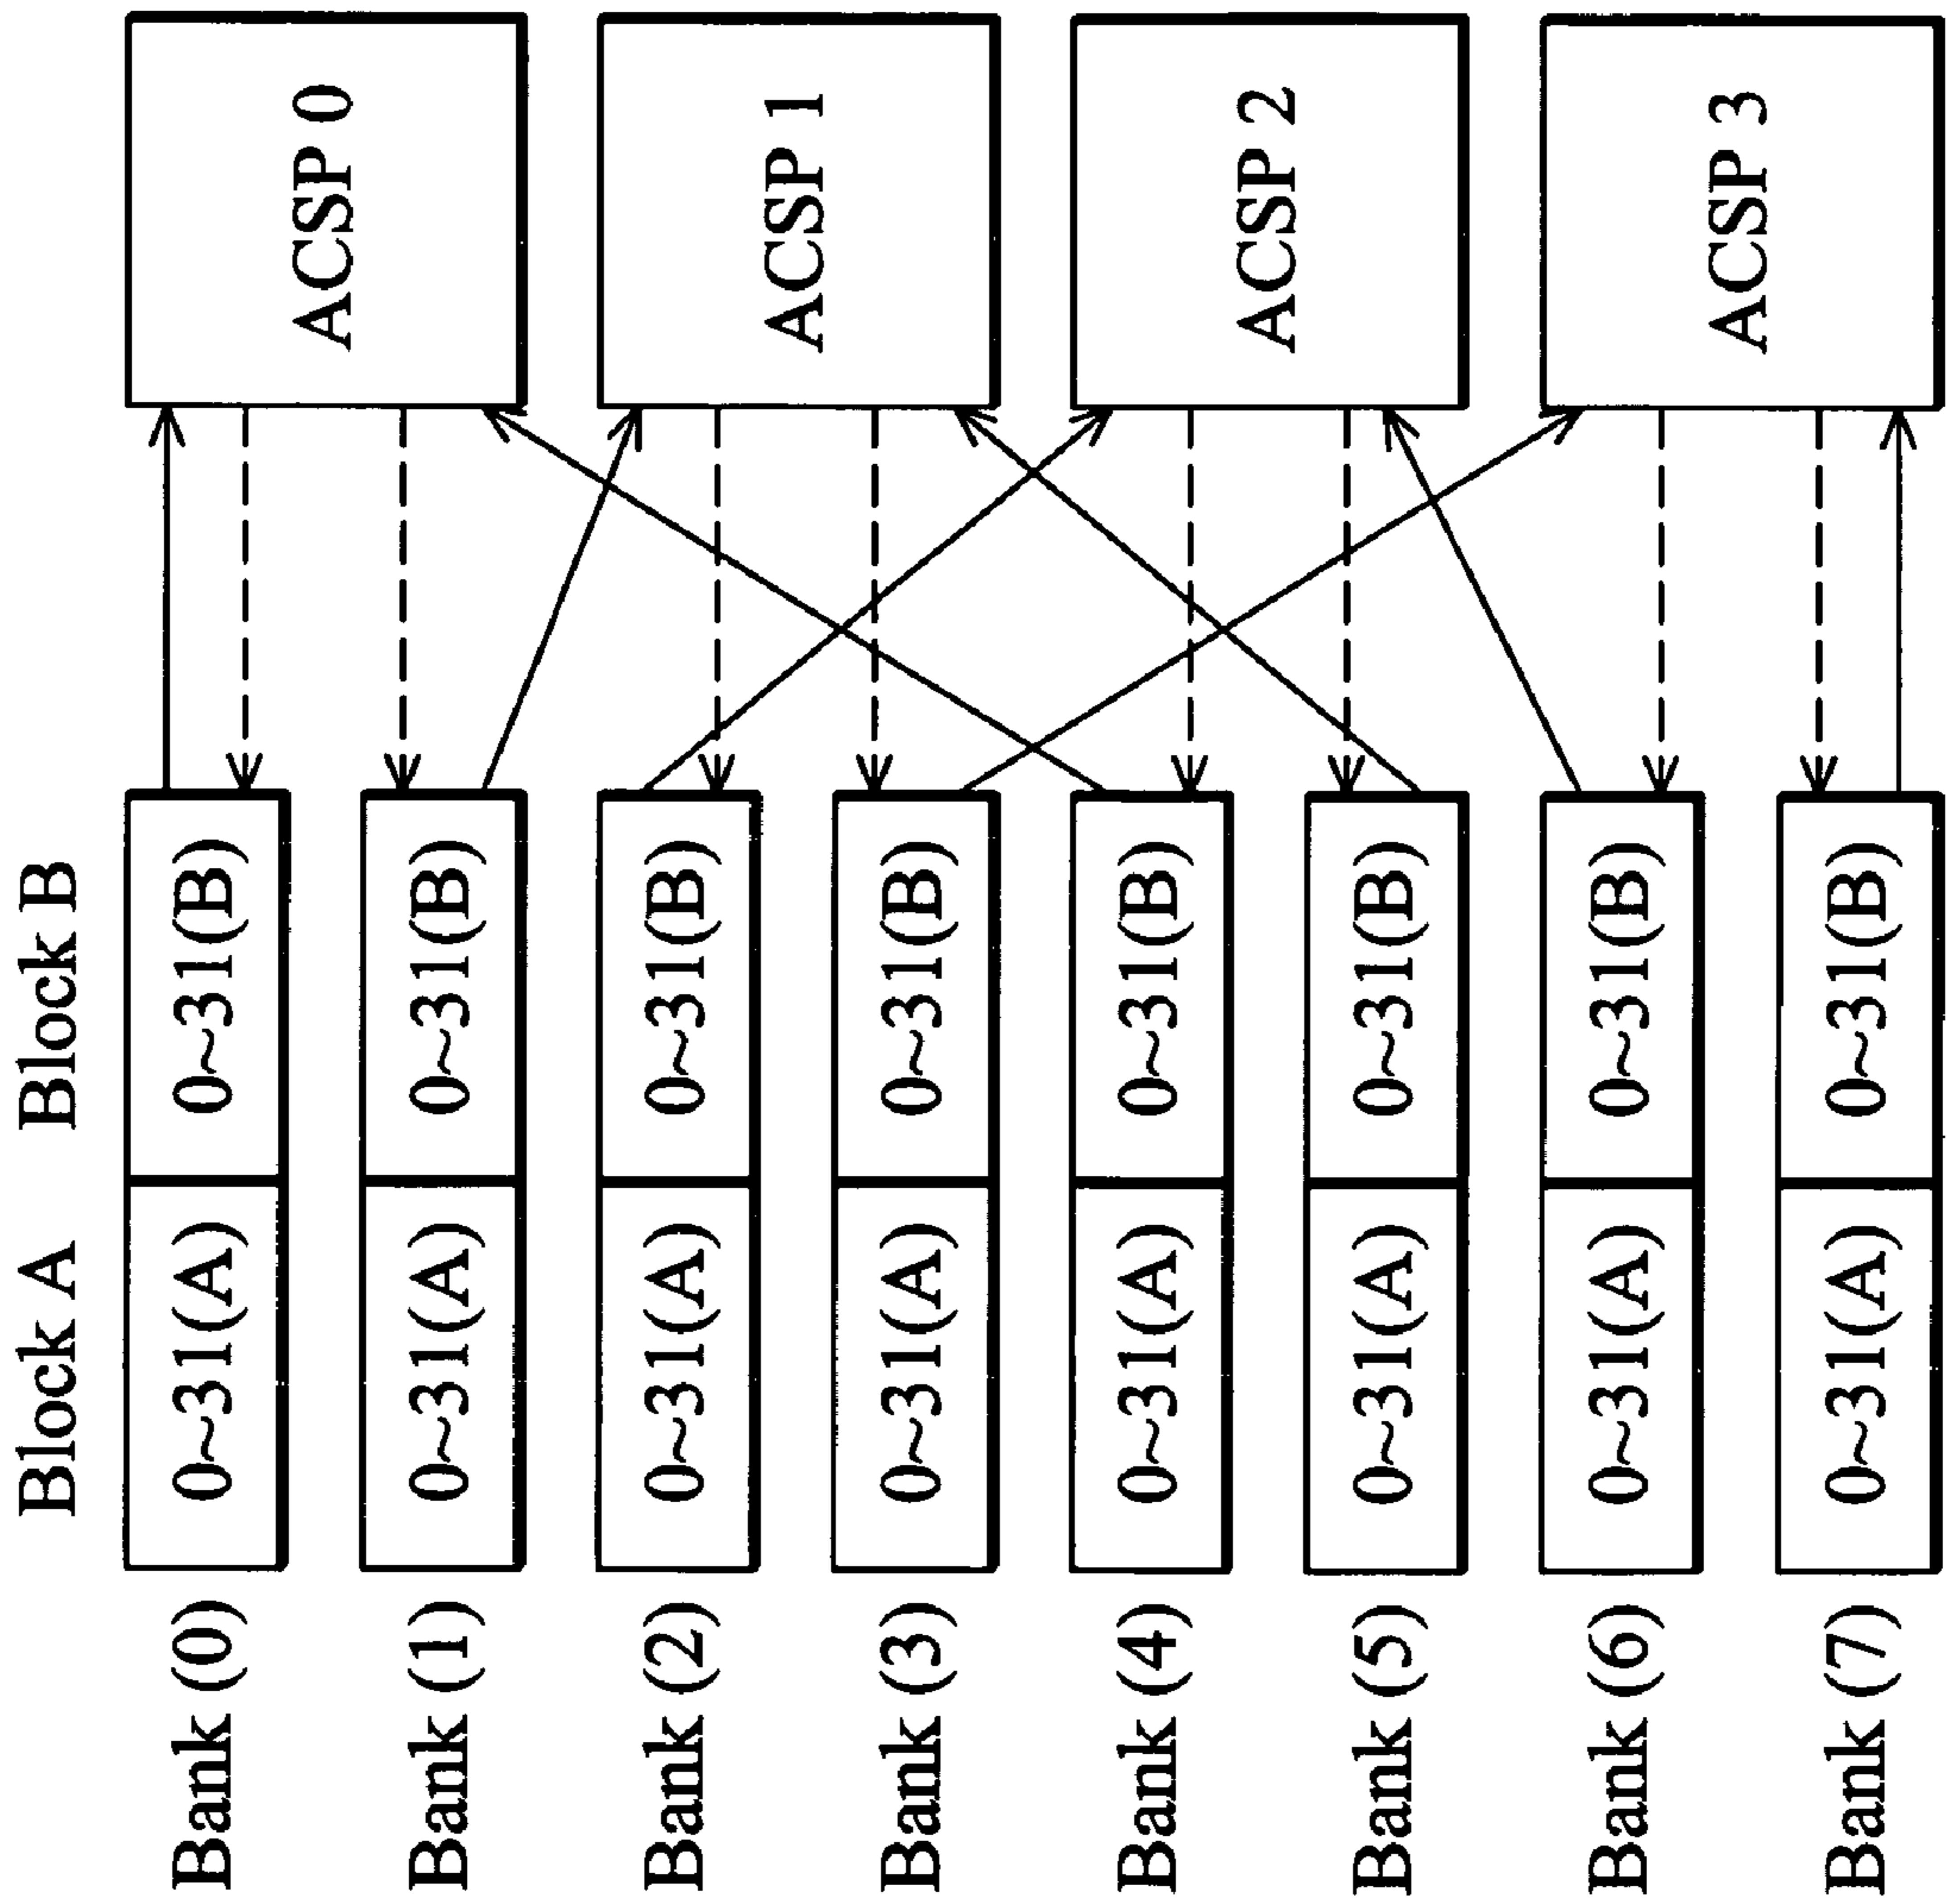 Block A Block B
Bank (0) 0~31(A) 0~31(B) ACSP 0
Bank (1) 0~31(A) 0~31(B)
Bank (2) 0~31(A) 0~31(B) ACSP 1
Bank (3) 0~31(A) 0~31(B)
Bank (4) 0~31(A) 0~31(B) ACSP 2
Bank (5) 0~31(A) 0~31(B)
Bank (6) 0~31(A) 0~31(B) ACSP 3
Bank (7) 0~31(A) 0~31(B)